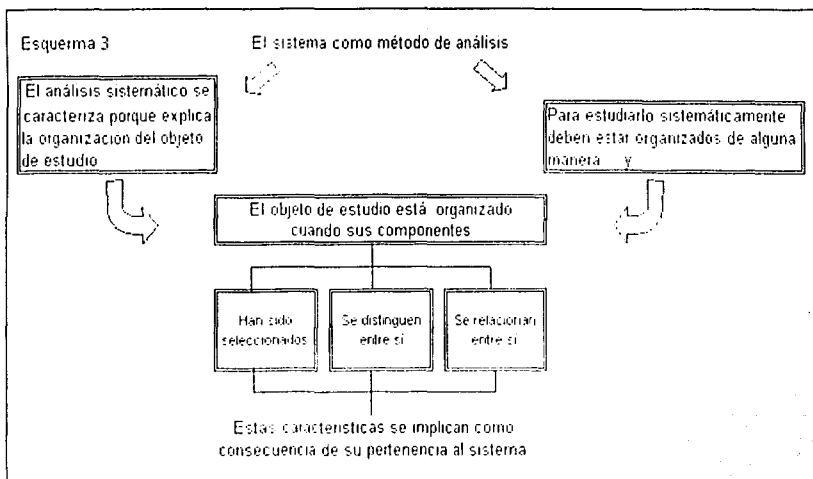 Esquerma 3
El sistema como método de análisis
El análisis sistemático se
caracteriza porque explica
la organización del objeto
de estudio
Para estudiarlo sistemáticamente
deben estar organizados de alguna
manera y
El objeto de estudio está organizado
cuando sus componentes
Han sido
seleccionados
Se distinguen
entre sí
Se relacionan
entre sí
Estas características se implican como
consecuencia de su pertenencia al sistema